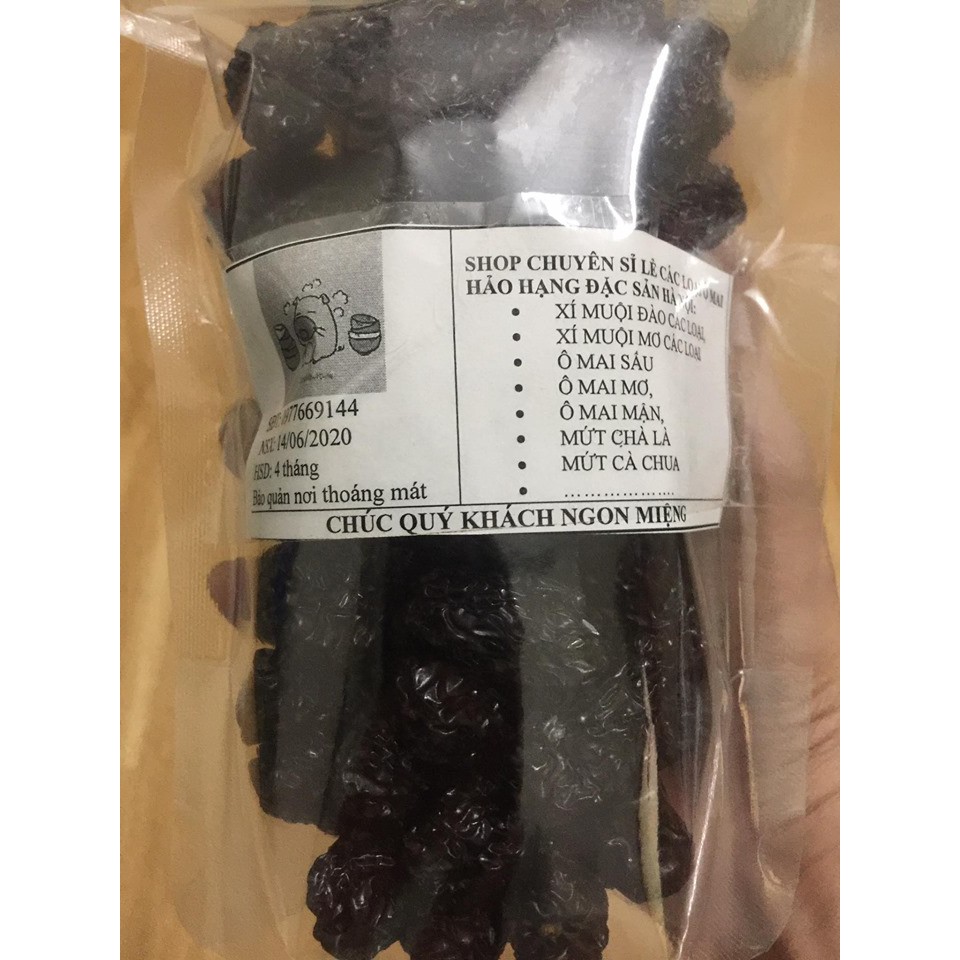 SHOP CHUYÊN SỈ LẺ CÁC LOẠI Ô MAI
HẢO HẠNG ĐẶC SẢN HÀ NỘI:
• XÍ MUỘI ĐÀO CÁC LOẠI,
• XÍ MUỘI MƠ CÁC LOẠI
• Ô MAI SẤU
• Ô MAI MƠ,
• Ô MAI MẬN,
• MỨT CHÀ LÀ
• MỨT CÀ CHUA
• ………………..
NSX: 14/06/2020
HSD: 4 tháng
Bảo quản nơi thoáng mát
CHÚC QUÝ KHÁCH NGON MIỆNG